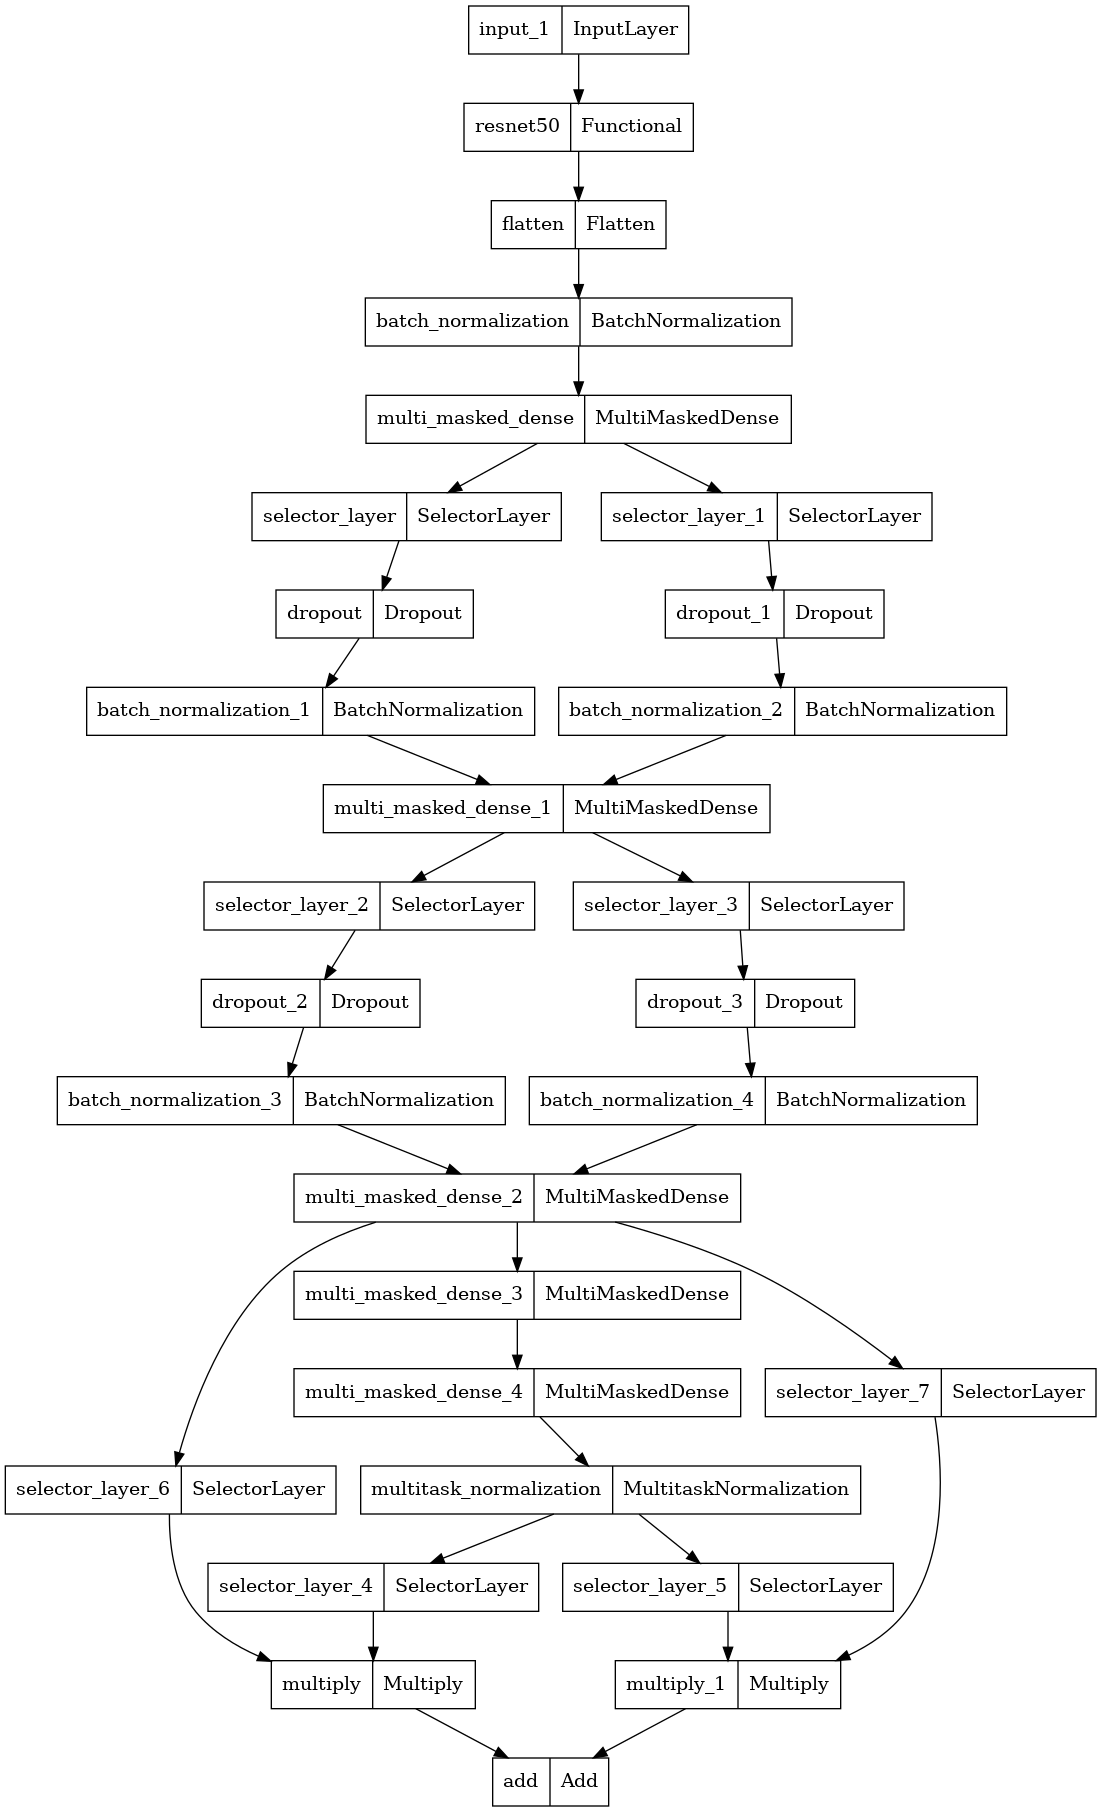 input_1 InputLayer
resnet50 Functional
flatten Flatten
batch_normalization BatchNormalization
multi_masked_dense MultiMaskedDense
selector_layer SelectorLayer
selector_layer_1 SelectorLayer
dropout Dropout
dropout_1 Dropout
batch_normalization_1 BatchNormalization
batch_normalization_2 BatchNormalization
multi_masked_dense_1 MultiMaskedDense
selector_layer_2 SelectorLayer
selector_layer_3 SelectorLayer
dropout_2 Dropout
dropout_3 Dropout
batch_normalization_3 BatchNormalization
batch_normalization_4 BatchNormalization
multi_masked_dense_2 MultiMaskedDense
multi_masked_dense_3 MultiMaskedDense
multi_masked_dense_4 MultiMaskedDense
selector_layer_7 SelectorLayer
selector_layer_6 SelectorLayer
multitask_normalization MultitaskNormalization
selector_layer_4 SelectorLayer
selector_layer_5 SelectorLayer
multiply Multiply
multiply_1 Multiply
add Add